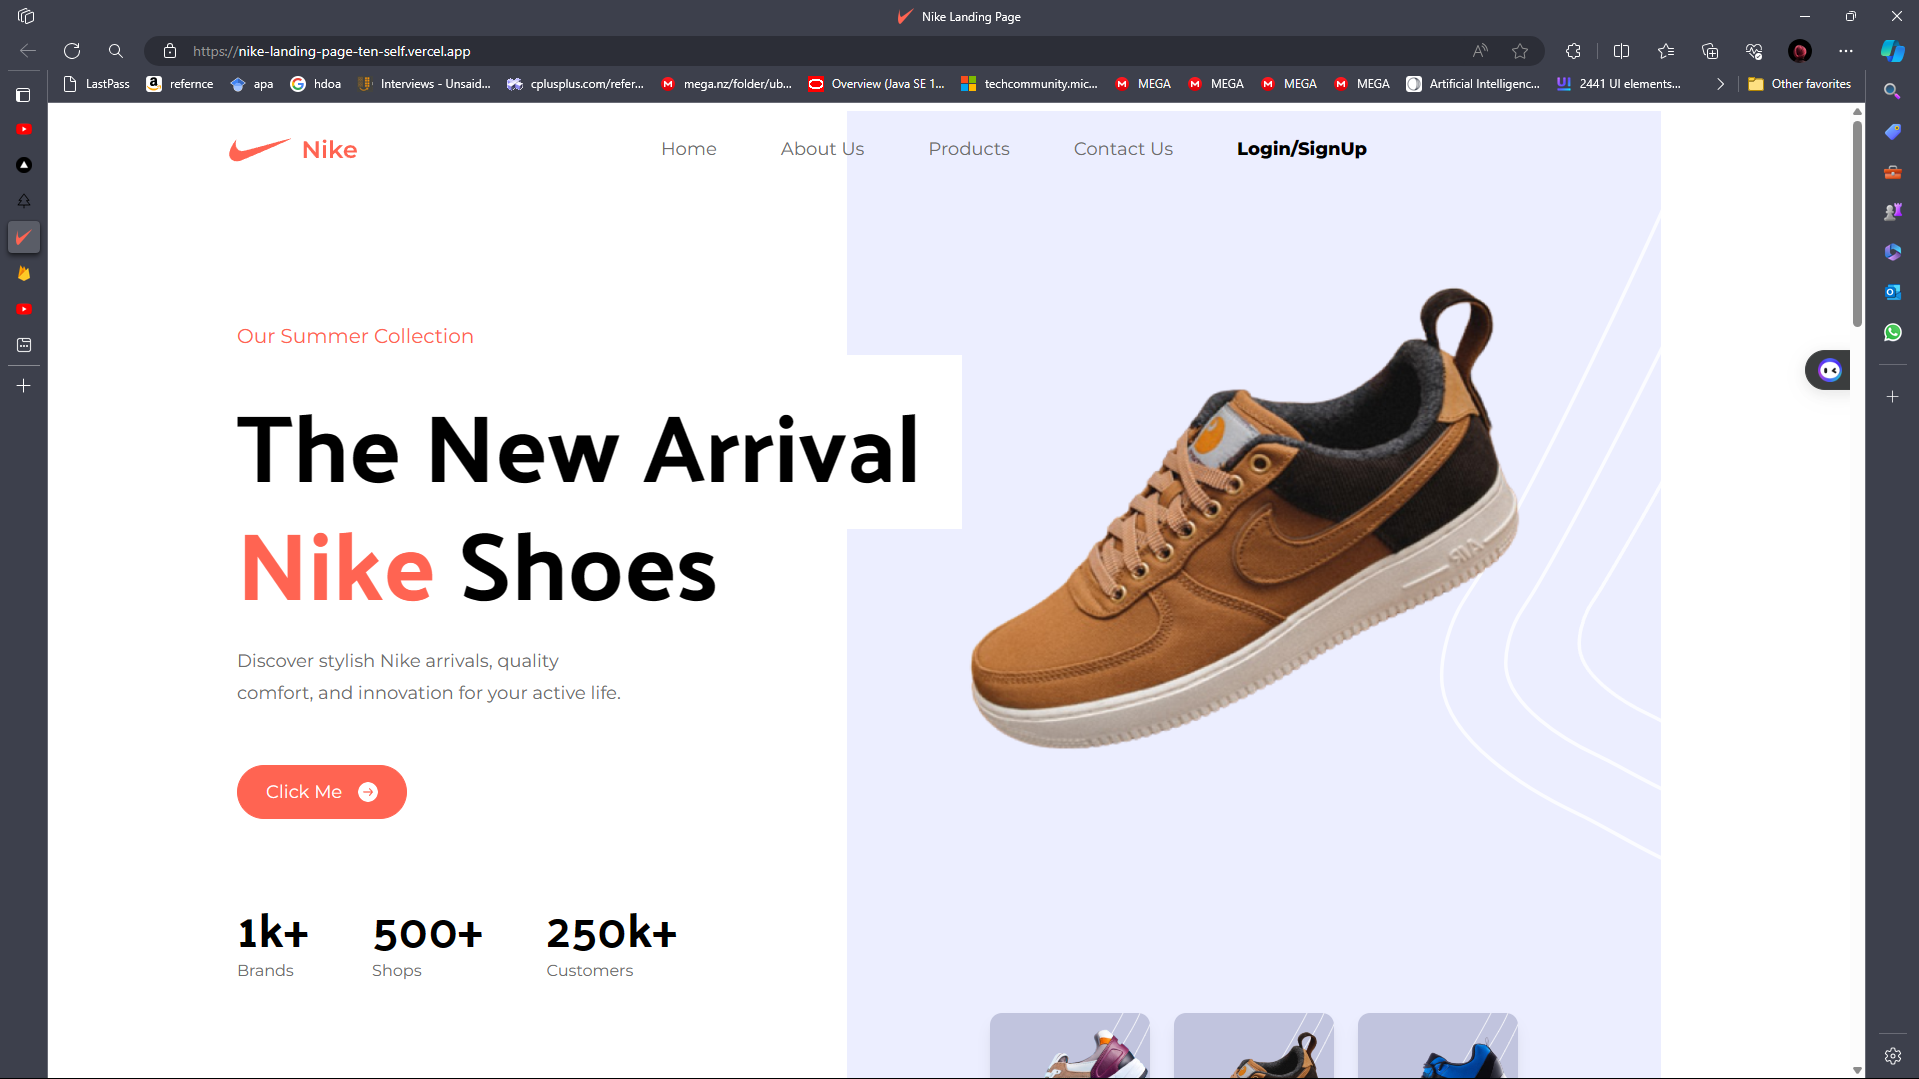 Nike Landing Page
https://nike-landing-page-ten-self.vercel.app
LastPass
refernce
apa
hdoa
Interviews - Unsaid...
cplusplus.com/refer...
mega.nz/folder/ub...
Overview (Java SE 1...
techcommunity.mic...
MEGA
MEGA
MEGA
MEGA
Artificial Intelligenc...
2441 UI elements...
Other favorites
Nike
Home
About Us
Products
Contact Us
Login/SignUp
Our Summer Collection
The New Arrival
Nike Shoes
Discover stylish Nike arrivals, quality
comfort, and innovation for your active life.
Click Me
1k+
Brands
500+
Shops
250k+
Customers